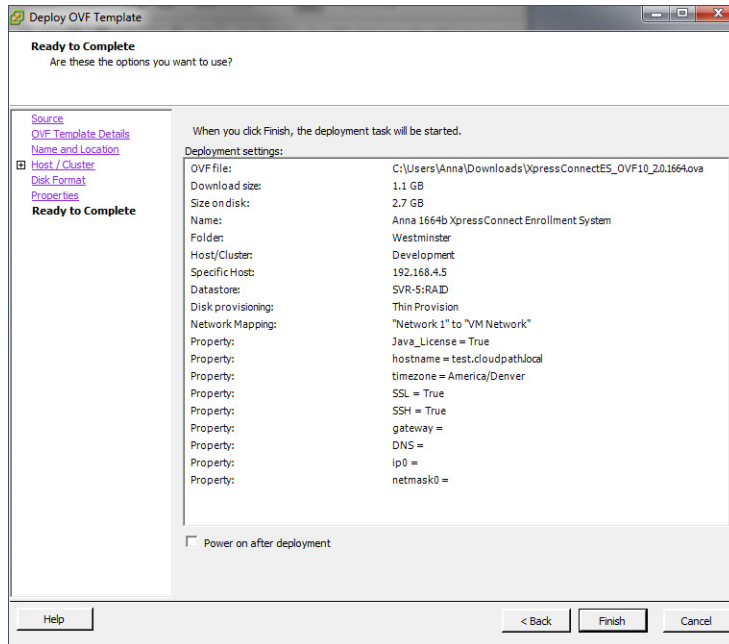 Deploy OVF Template
Ready to Complete
Are these the options you want to use?
Source
OVF Template Details
Name and Location
Host / Cluster
Disk Format
Properties
Ready to Complete
When you click Finish, the deployment task will be started.
Deployment settings:
OVF file: C:\Users\Anna\Downloads\XpressConnectES_OVF10_2.0.1664.ova
Download size: 1.1 GB
Size on disk: 2.7 GB
Name: Anna 1664b XpressConnect Enrollment System
Folder: Westminster
Host/Cluster: Development
Specific Host: 192.168.4.5
Datastore: SVR-5:RAID
Disk provisioning: Thin Provision
Network Mapping: "Network 1" to "VM Network"
Property: Java_License = True
Property: hostname = test.cloudpath.local
Property: timezone = America/Denver
Property: SSL = True
Property: SSH = True
Property: gateway =
Property: DNS =
Property: ip0 =
Property: netmask0 =
Power on after deployment
Help
< Back
Finish
Cancel